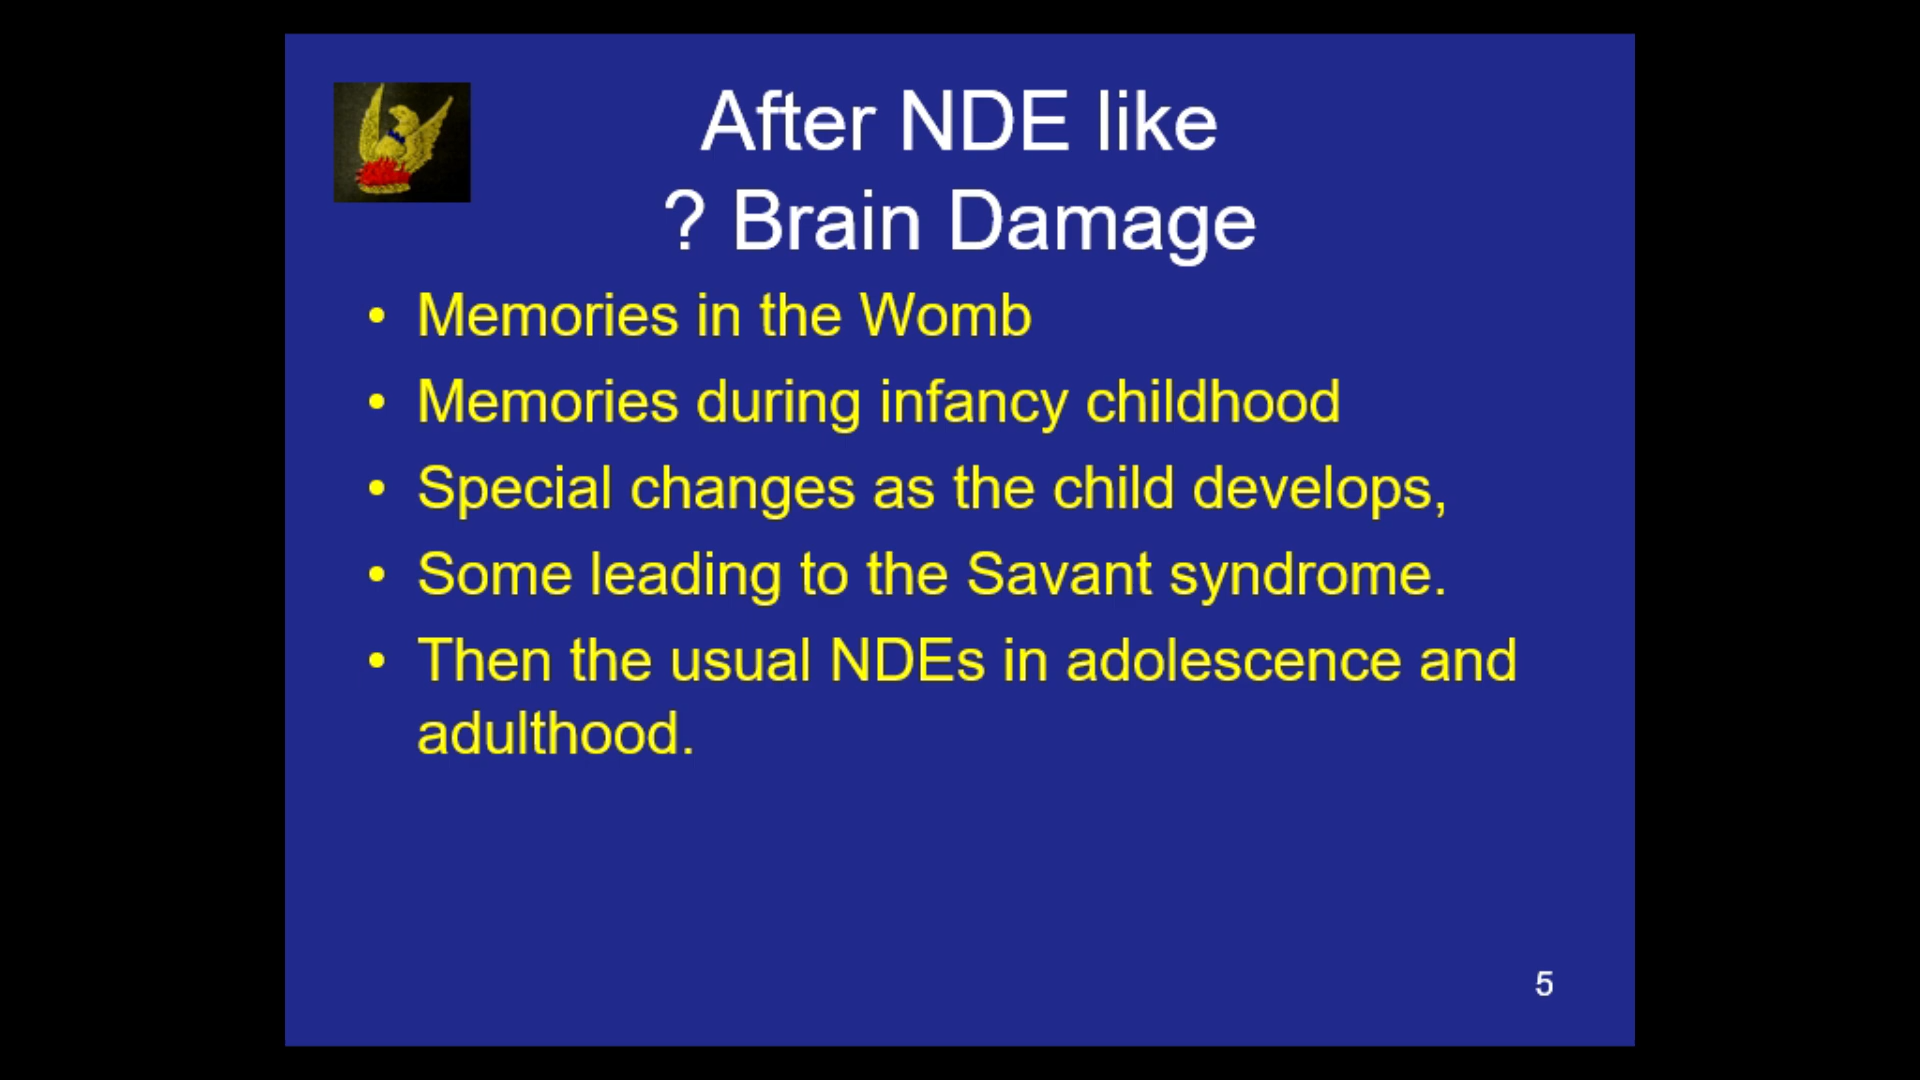 After NDE like
? Brain Damage
• Memories in the Womb
• Memories during infancy childhood
• Special changes as the child develops,
• Some leading to the Savant syndrome.
• Then the usual NDEs in adolescence and
adulthood.
5